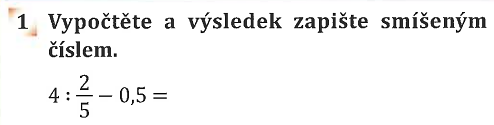 1 Vypočtěte a výsledek zapište smíšeným
číslem.
4 : 2/5 − 0,5 =